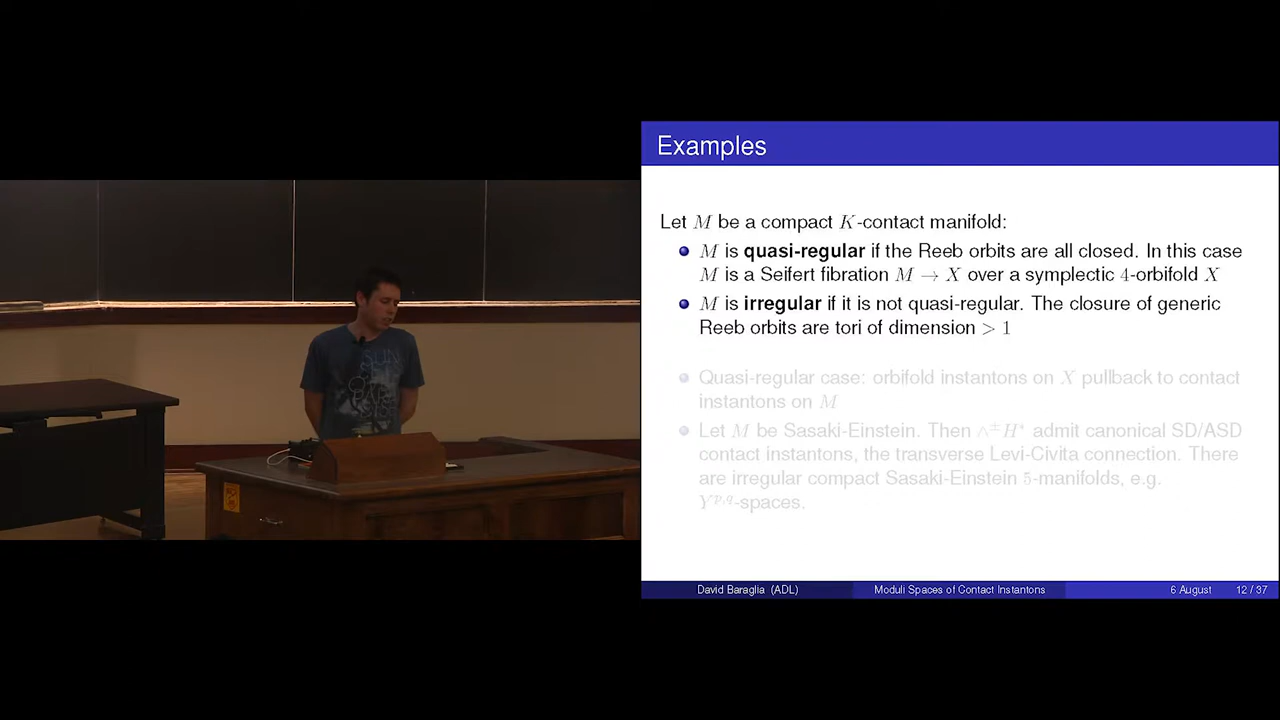 Examples
Let M be a compact K-contact manifold:
M is quasi-regular if the Reeb orbits are all closed. In this case
M is a Seifert fibration M → X over a symplectic 4-orbifold X
M is irregular if it is not quasi-regular. The closure of generic
Reeb orbits are tori of dimension > 1
Quasi-regular case: orbifold instantons on X pullback to contact
instantons on M
Let M be Sasaki-Einstein. Then ∧±H* admit canonical SD/ASD
contact instantons, the transverse Levi-Civita connection. There
are irregular compact Sasaki-Einstein 5-manifolds, e.g.
Y^{p,q}-spaces.
David Baraglia (ADL) Moduli Spaces of Contact Instantons 6 August 12 / 37